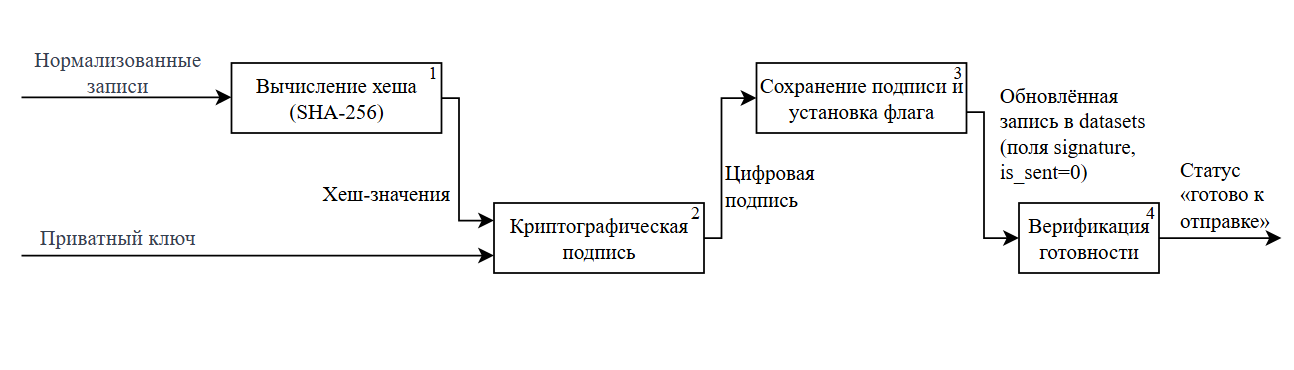 Нормализованные
записи
1
Вычисление хеша
(SHA-256)
Хеш-значения
Приватный ключ
2
Криптографическая
подпись
3
Сохранение подписи и
установка флага
Цифровая
подпись
Обновлённая
запись в datasets
(поля signature,
is_sent=0)
4
Верификация
готовности
Статус
«готово к
отправке»